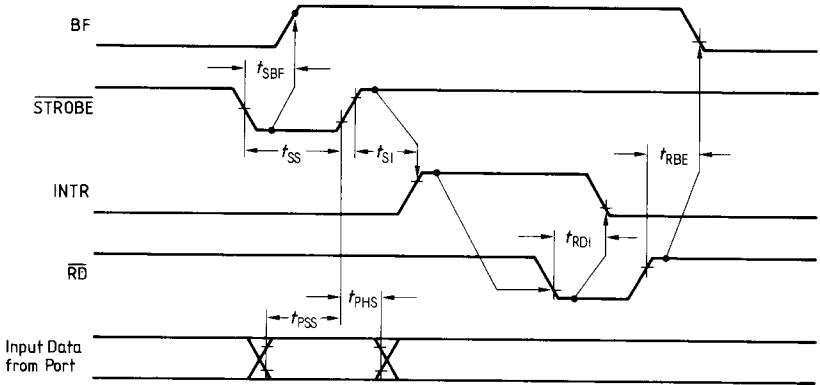 BF
tSBF
STROBE
tSS
tSI
tRBE
INTR
tRDI
RD
tPSS
tPHS
Input Data
from Port